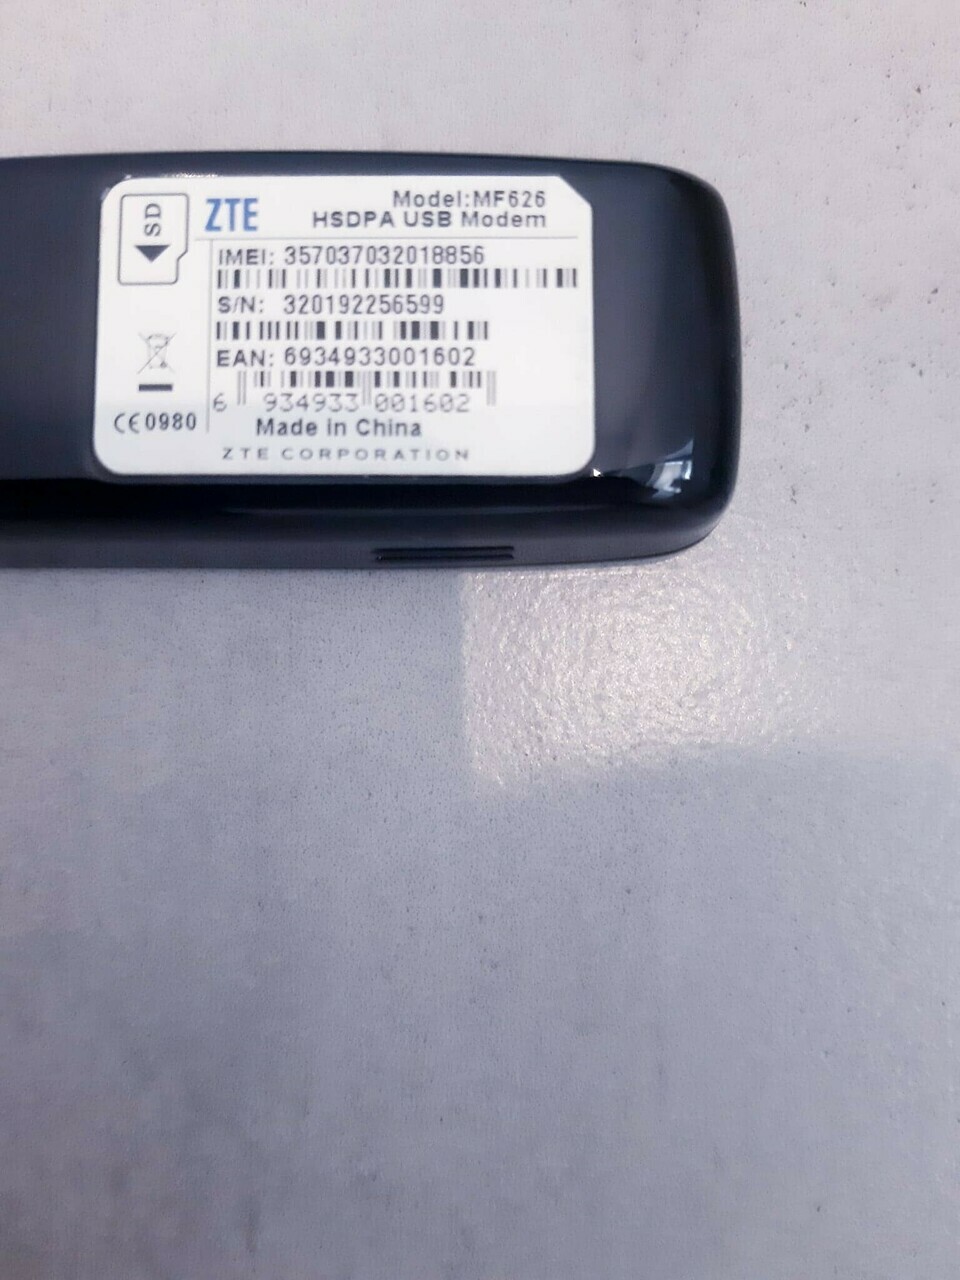 SD
ZTE
Model:MF626
HSDPA USB Modem
IMEI: 357037032018856
S/N: 320192256599
EAN: 6934933001602
6 934933 001602
CE0980
Made in China
ZTE CORPORATION